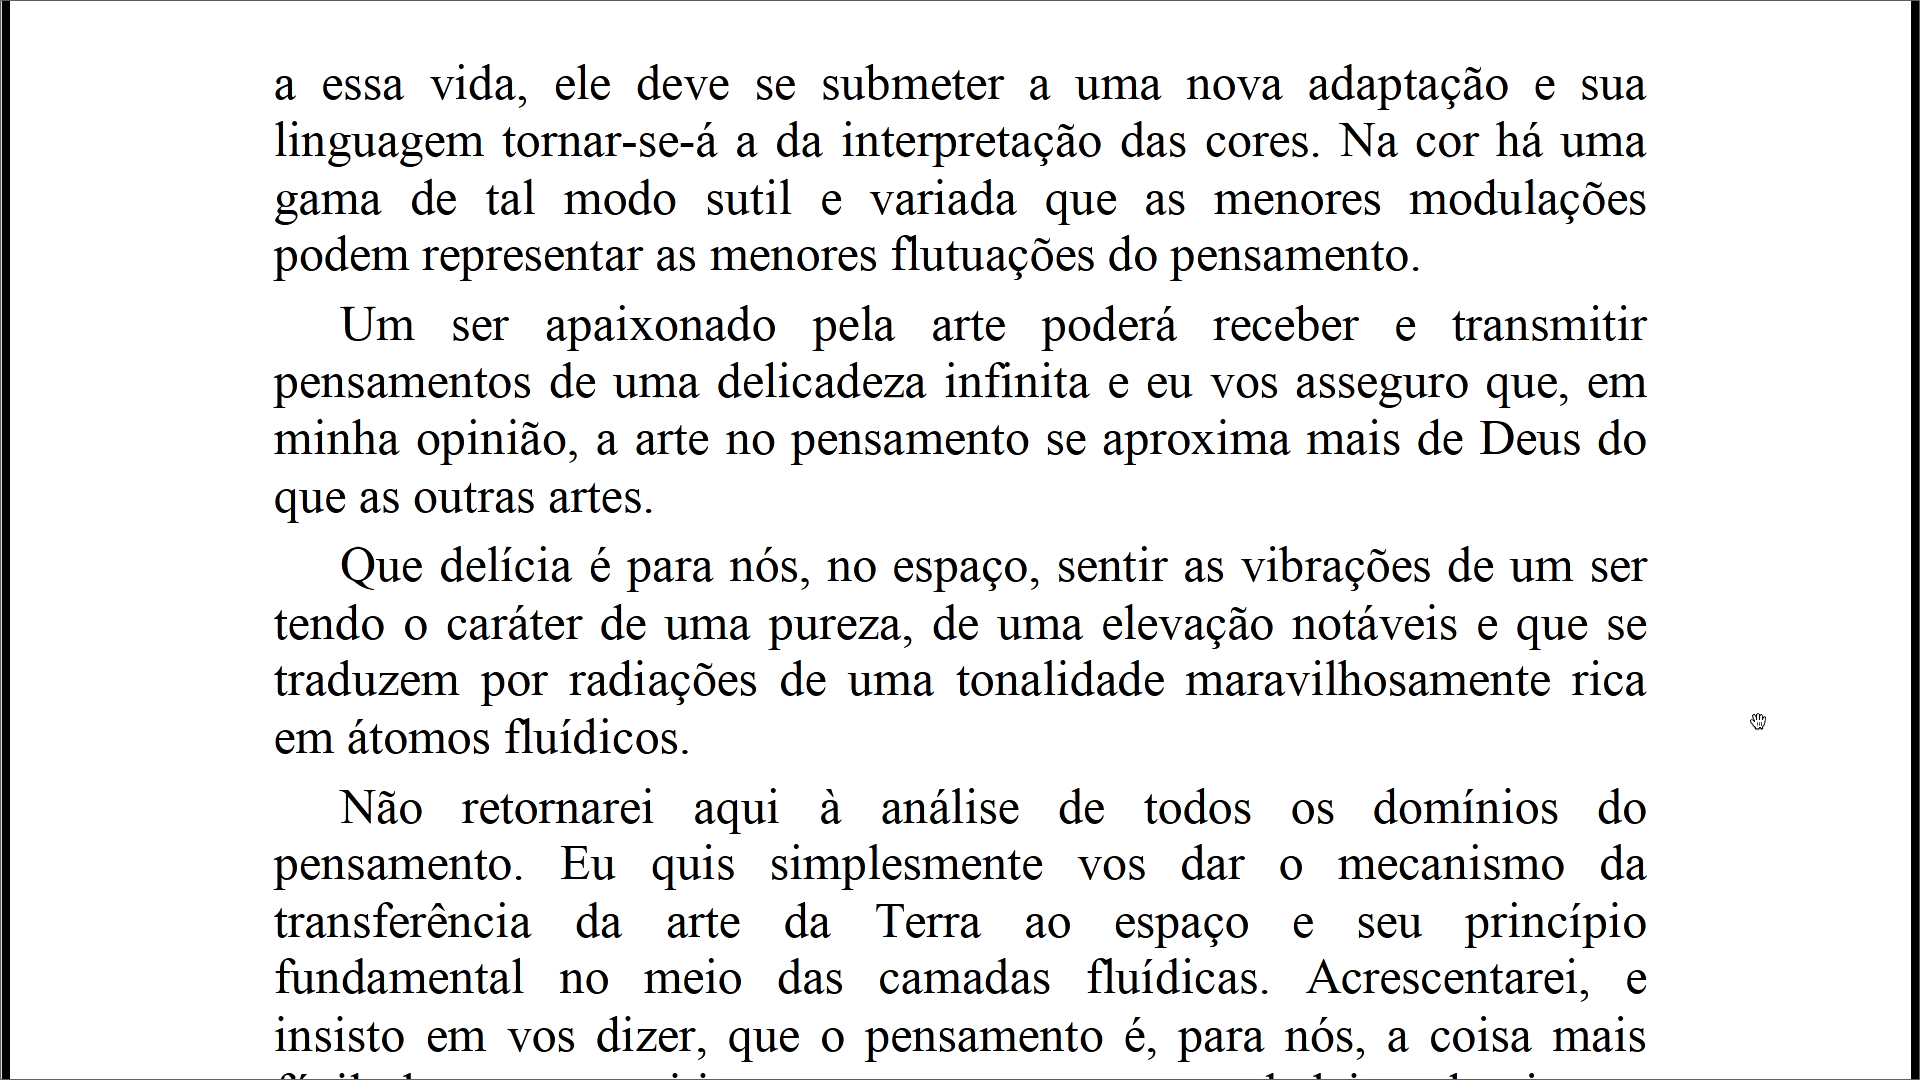 a essa vida, ele deve se submeter a uma nova adaptação e sua
linguagem tornar-se-á a da interpretação das cores. Na cor há uma
gama de tal modo sutil e variada que as menores modulações
podem representar as menores flutuações do pensamento.
Um ser apaixonado pela arte poderá receber e transmitir
pensamentos de uma delicadeza infinita e eu vos asseguro que, em
minha opinião, a arte no pensamento se aproxima mais de Deus do
que as outras artes.
Que delícia é para nós, no espaço, sentir as vibrações de um ser
tendo o caráter de uma pureza, de uma elevação notáveis e que se
traduzem por radiações de uma tonalidade maravilhosamente rica
em átomos fluídicos.
Não retornarei aqui à análise de todos os domínios do
pensamento. Eu quis simplesmente vos dar o mecanismo da
transferência da arte da Terra ao espaço e seu princípio
fundamental no meio das camadas fluídicas. Acrescentarei, e
insisto em vos dizer, que o pensamento é, para nós, a coisa mais